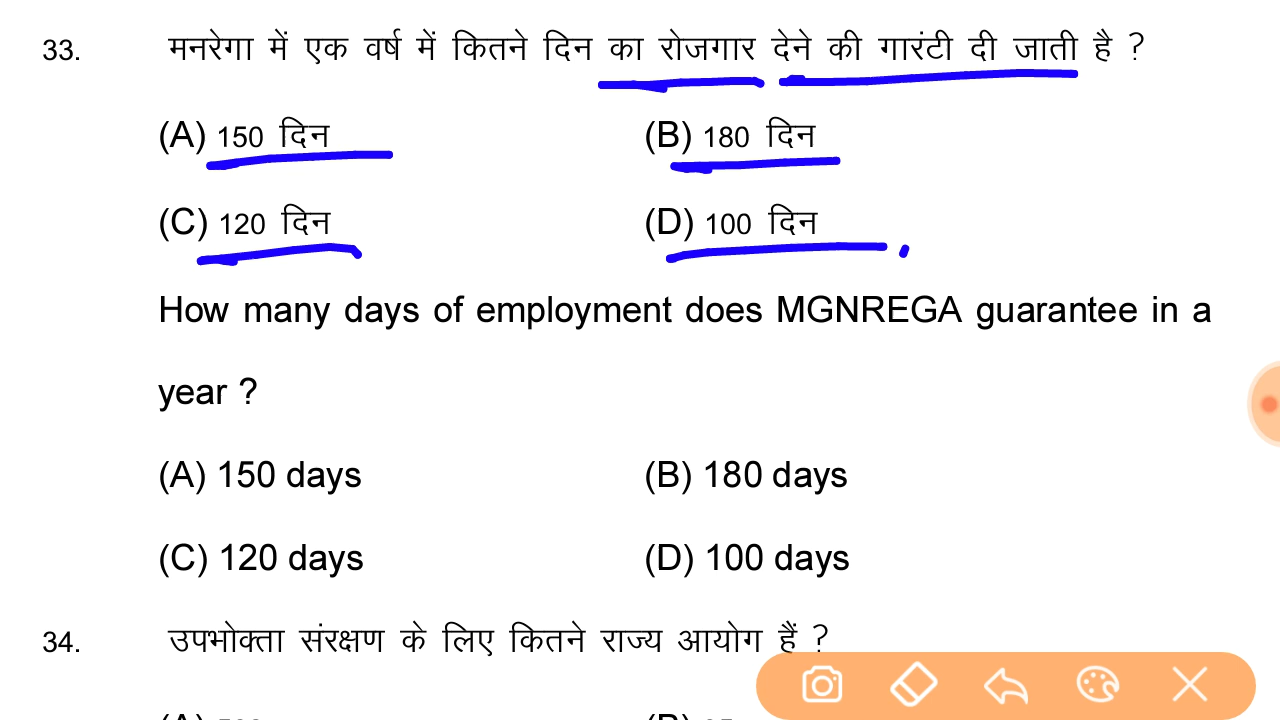 33. मनरेगा में एक वर्ष में कितने दिन का रोजगार देने की गारंटी दी जाती है ?
(A) 150 दिन (B) 180 दिन
(C) 120 दिन (D) 100 दिन
How many days of employment does MGNREGA guarantee in a
year ?
(A) 150 days (B) 180 days
(C) 120 days (D) 100 days
34. उपभोक्ता संरक्षण के लिए कितने राज्य आयोग हैं ?
(A) (B)